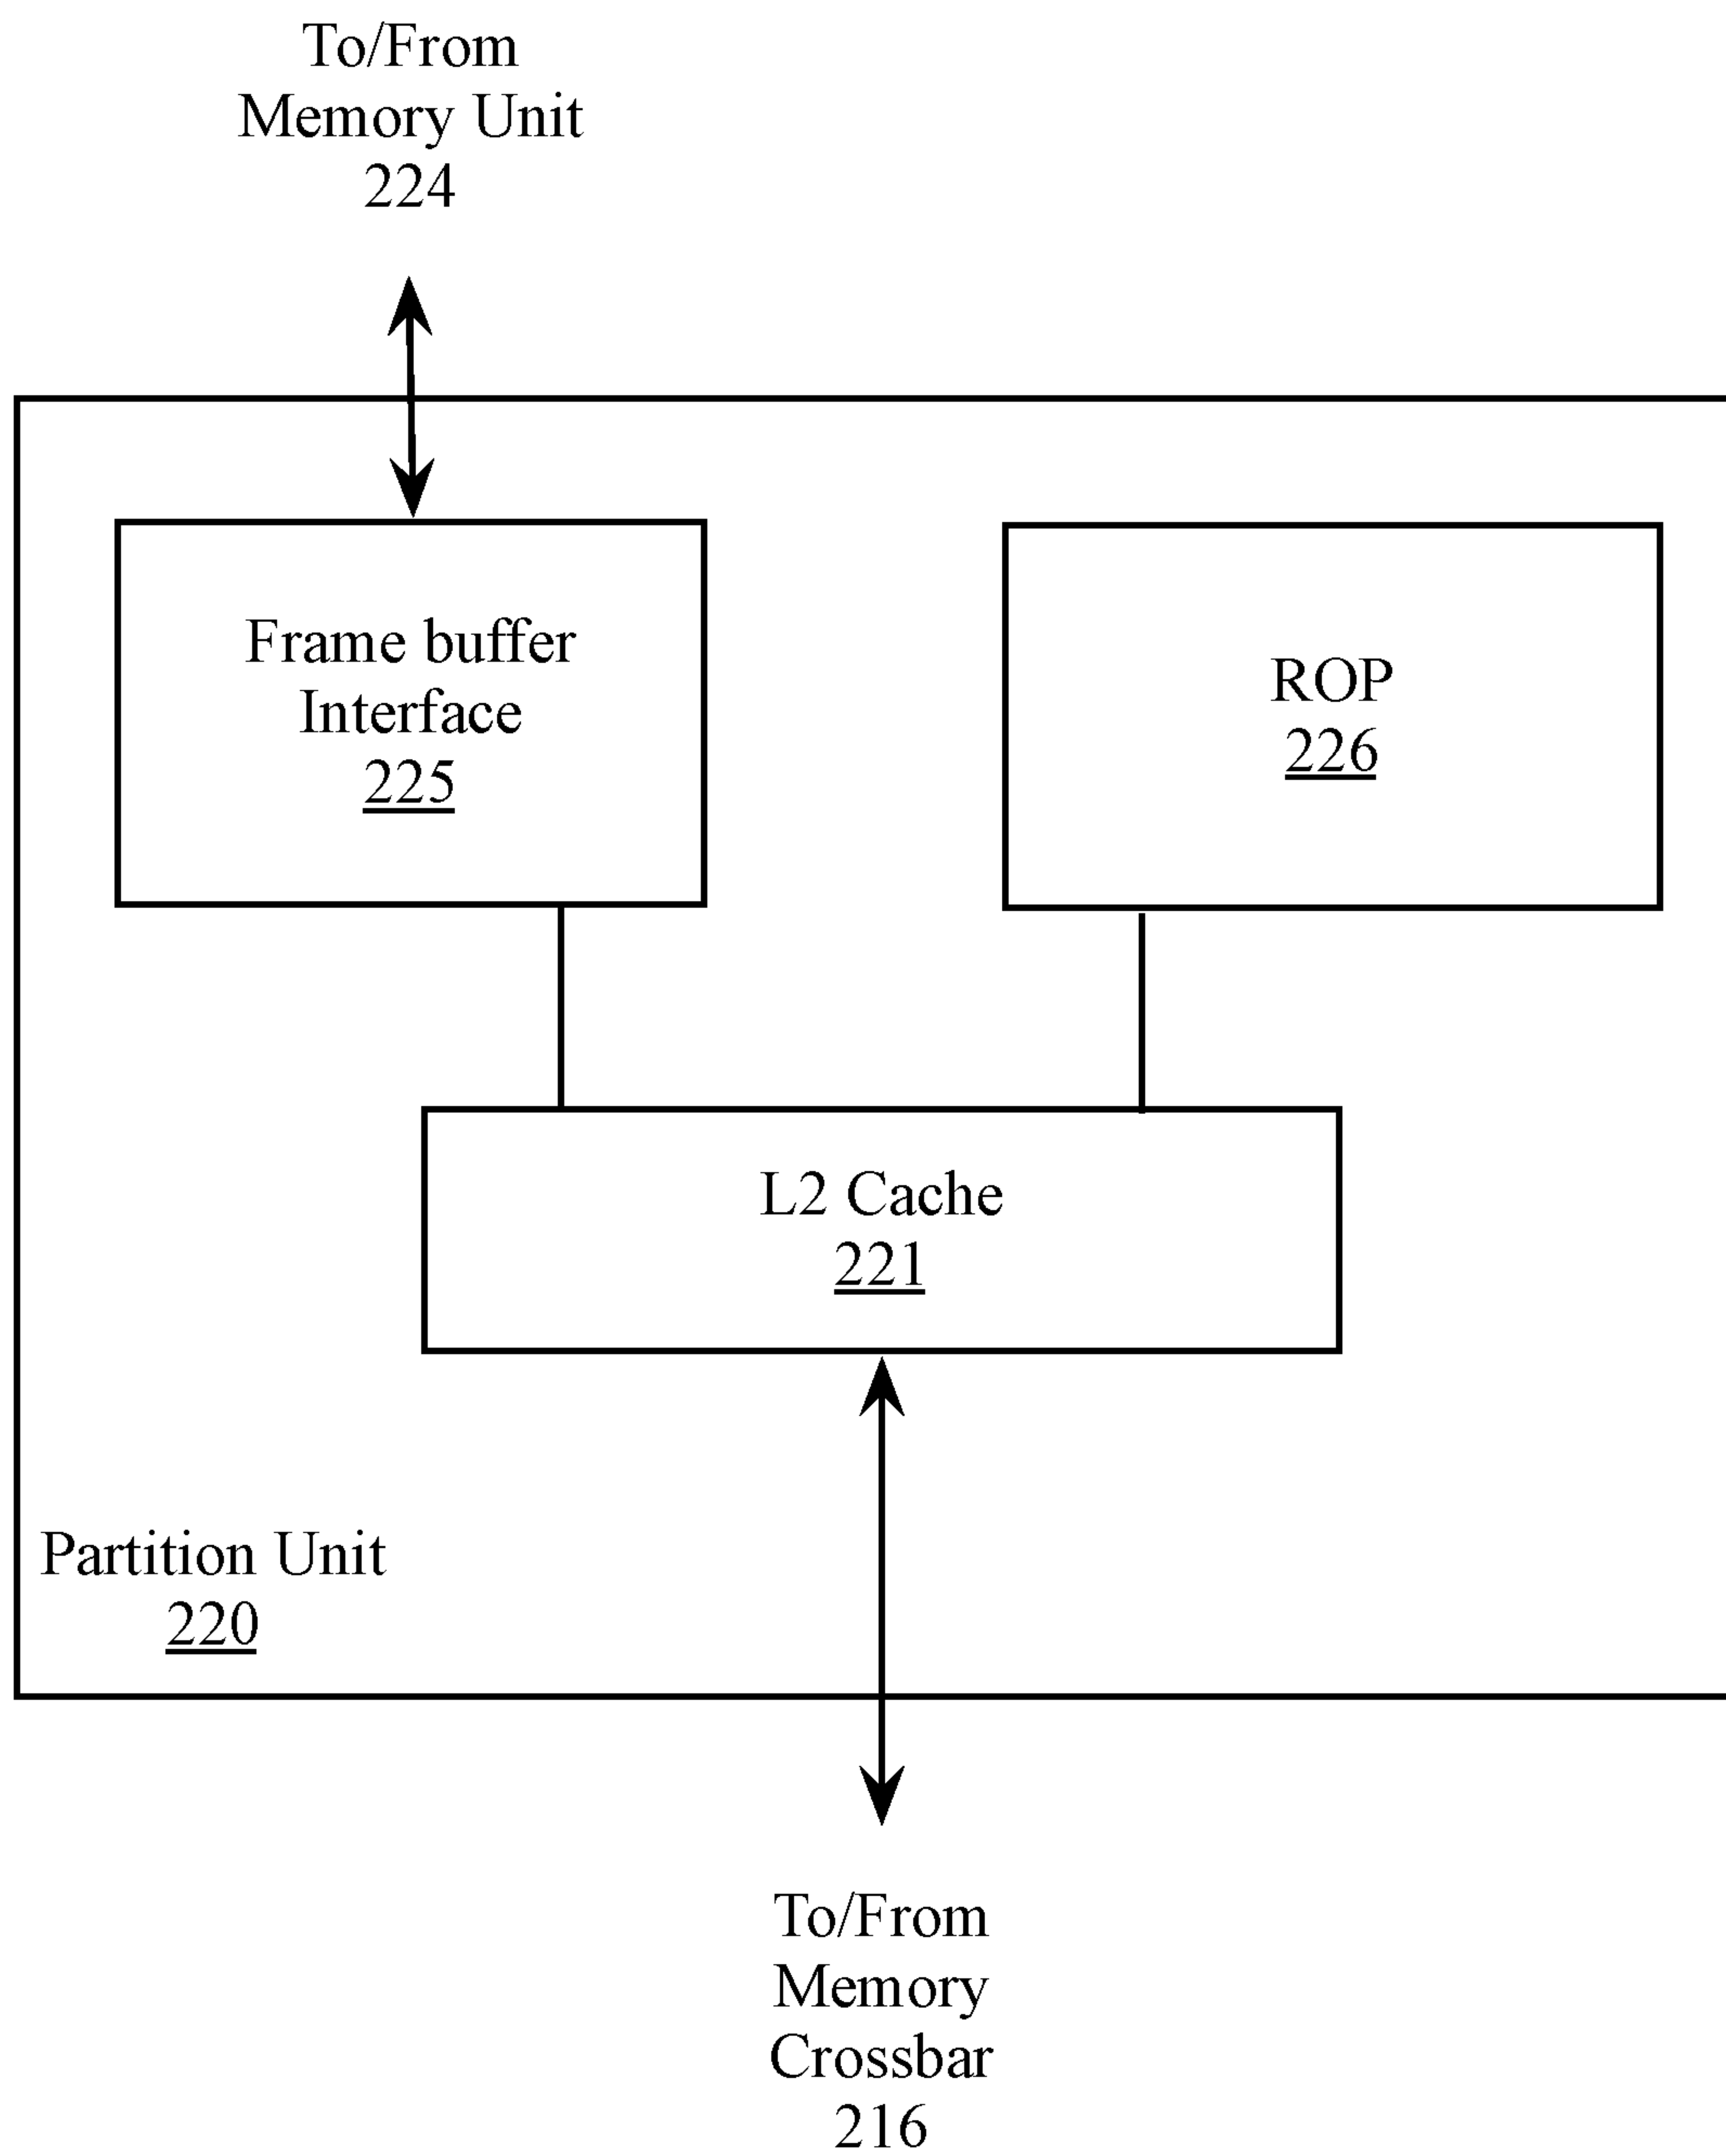 To/From
Memory Unit
224
Frame buffer
Interface
225
ROP
226
L2 Cache
221
Partition Unit
220
To/From
Memory
Crossbar
216